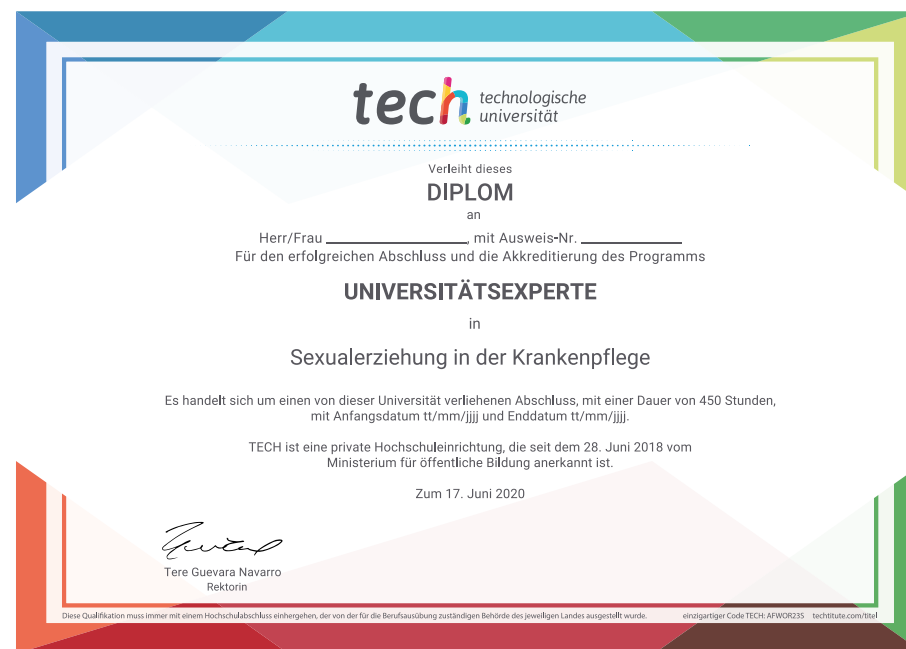 tech technologische
universität
Verleiht dieses
DIPLOM
an
Herr/Frau ____________, mit Ausweis-Nr. ____________
Für den erfolgreichen Abschluss und die Akkreditierung des Programms
UNIVERSITÄTSEXPERTE
in
Sexualerziehung in der Krankenpflege
Es handelt sich um einen von dieser Universität verliehenen Abschluss, mit einer Dauer von 450 Stunden,
mit Anfangsdatum tt/mm/jjjj und Enddatum tt/mm/jjjj.
TECH ist eine private Hochschuleinrichtung, die seit dem 28. Juni 2018 vom
Ministerium für öffentliche Bildung anerkannt ist.
Zum 17. Juni 2020
Tere Guevara Navarro
Rektorin
Diese Qualifikation muss immer mit einem Hochschulabschluss einhergehen, der von der für die Berufsausübung zuständigen Behörde des jeweiligen Landes ausgestellt wurde. einzigartiger Code TECH: AFWOR23S techtitute.com/titel